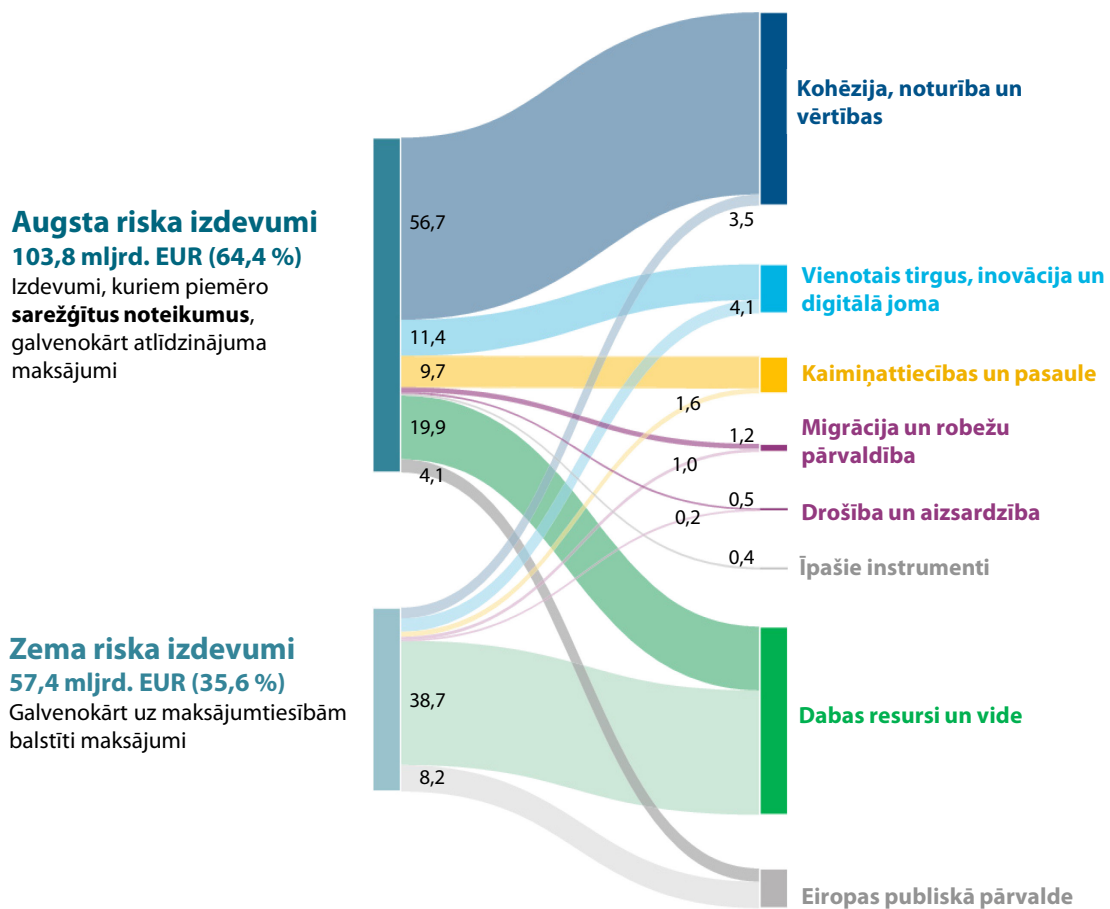 Augsta riska izdevumi
103,8 mljrd. EUR (64,4 %)
Izdevumi, kuriem piemēro
sarežģītus noteikumus,
galvenokārt atlīdzinājuma
maksājumi
Zema riska izdevumi
57,4 mljrd. EUR (35,6 %)
Galvenokārt uz maksājumtiesībām
balstīti maksājumi
56,7
11,4
9,7
19,9
4,1
38,7
8,2
3,5
4,1
1,6
1,2
1,0
0,5
0,2
0,4
Kohēzija, noturība un
vērtības
Vienotais tirgus, inovācija un
digitālā joma
Kaimiņattiecības un pasaule
Migrācija un robežu
pārvaldība
Drošība un aizsardzība
Īpašie instrumenti
Dabas resursi un vide
Eiropas publiskā pārvalde